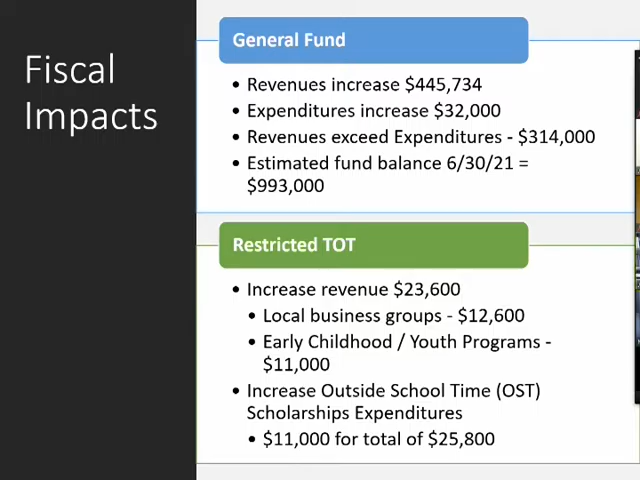 Fiscal
Impacts
General Fund
• Revenues increase $445,734
• Expenditures increase $32,000
• Revenues exceed Expenditures - $314,000
• Estimated fund balance 6/30/21 =
$993,000
Restricted TOT
• Increase revenue $23,600
• Local business groups - $12,600
• Early Childhood / Youth Programs -
$11,000
• Increase Outside School Time (OST)
Scholarships Expenditures
• $11,000 for total of $25,800